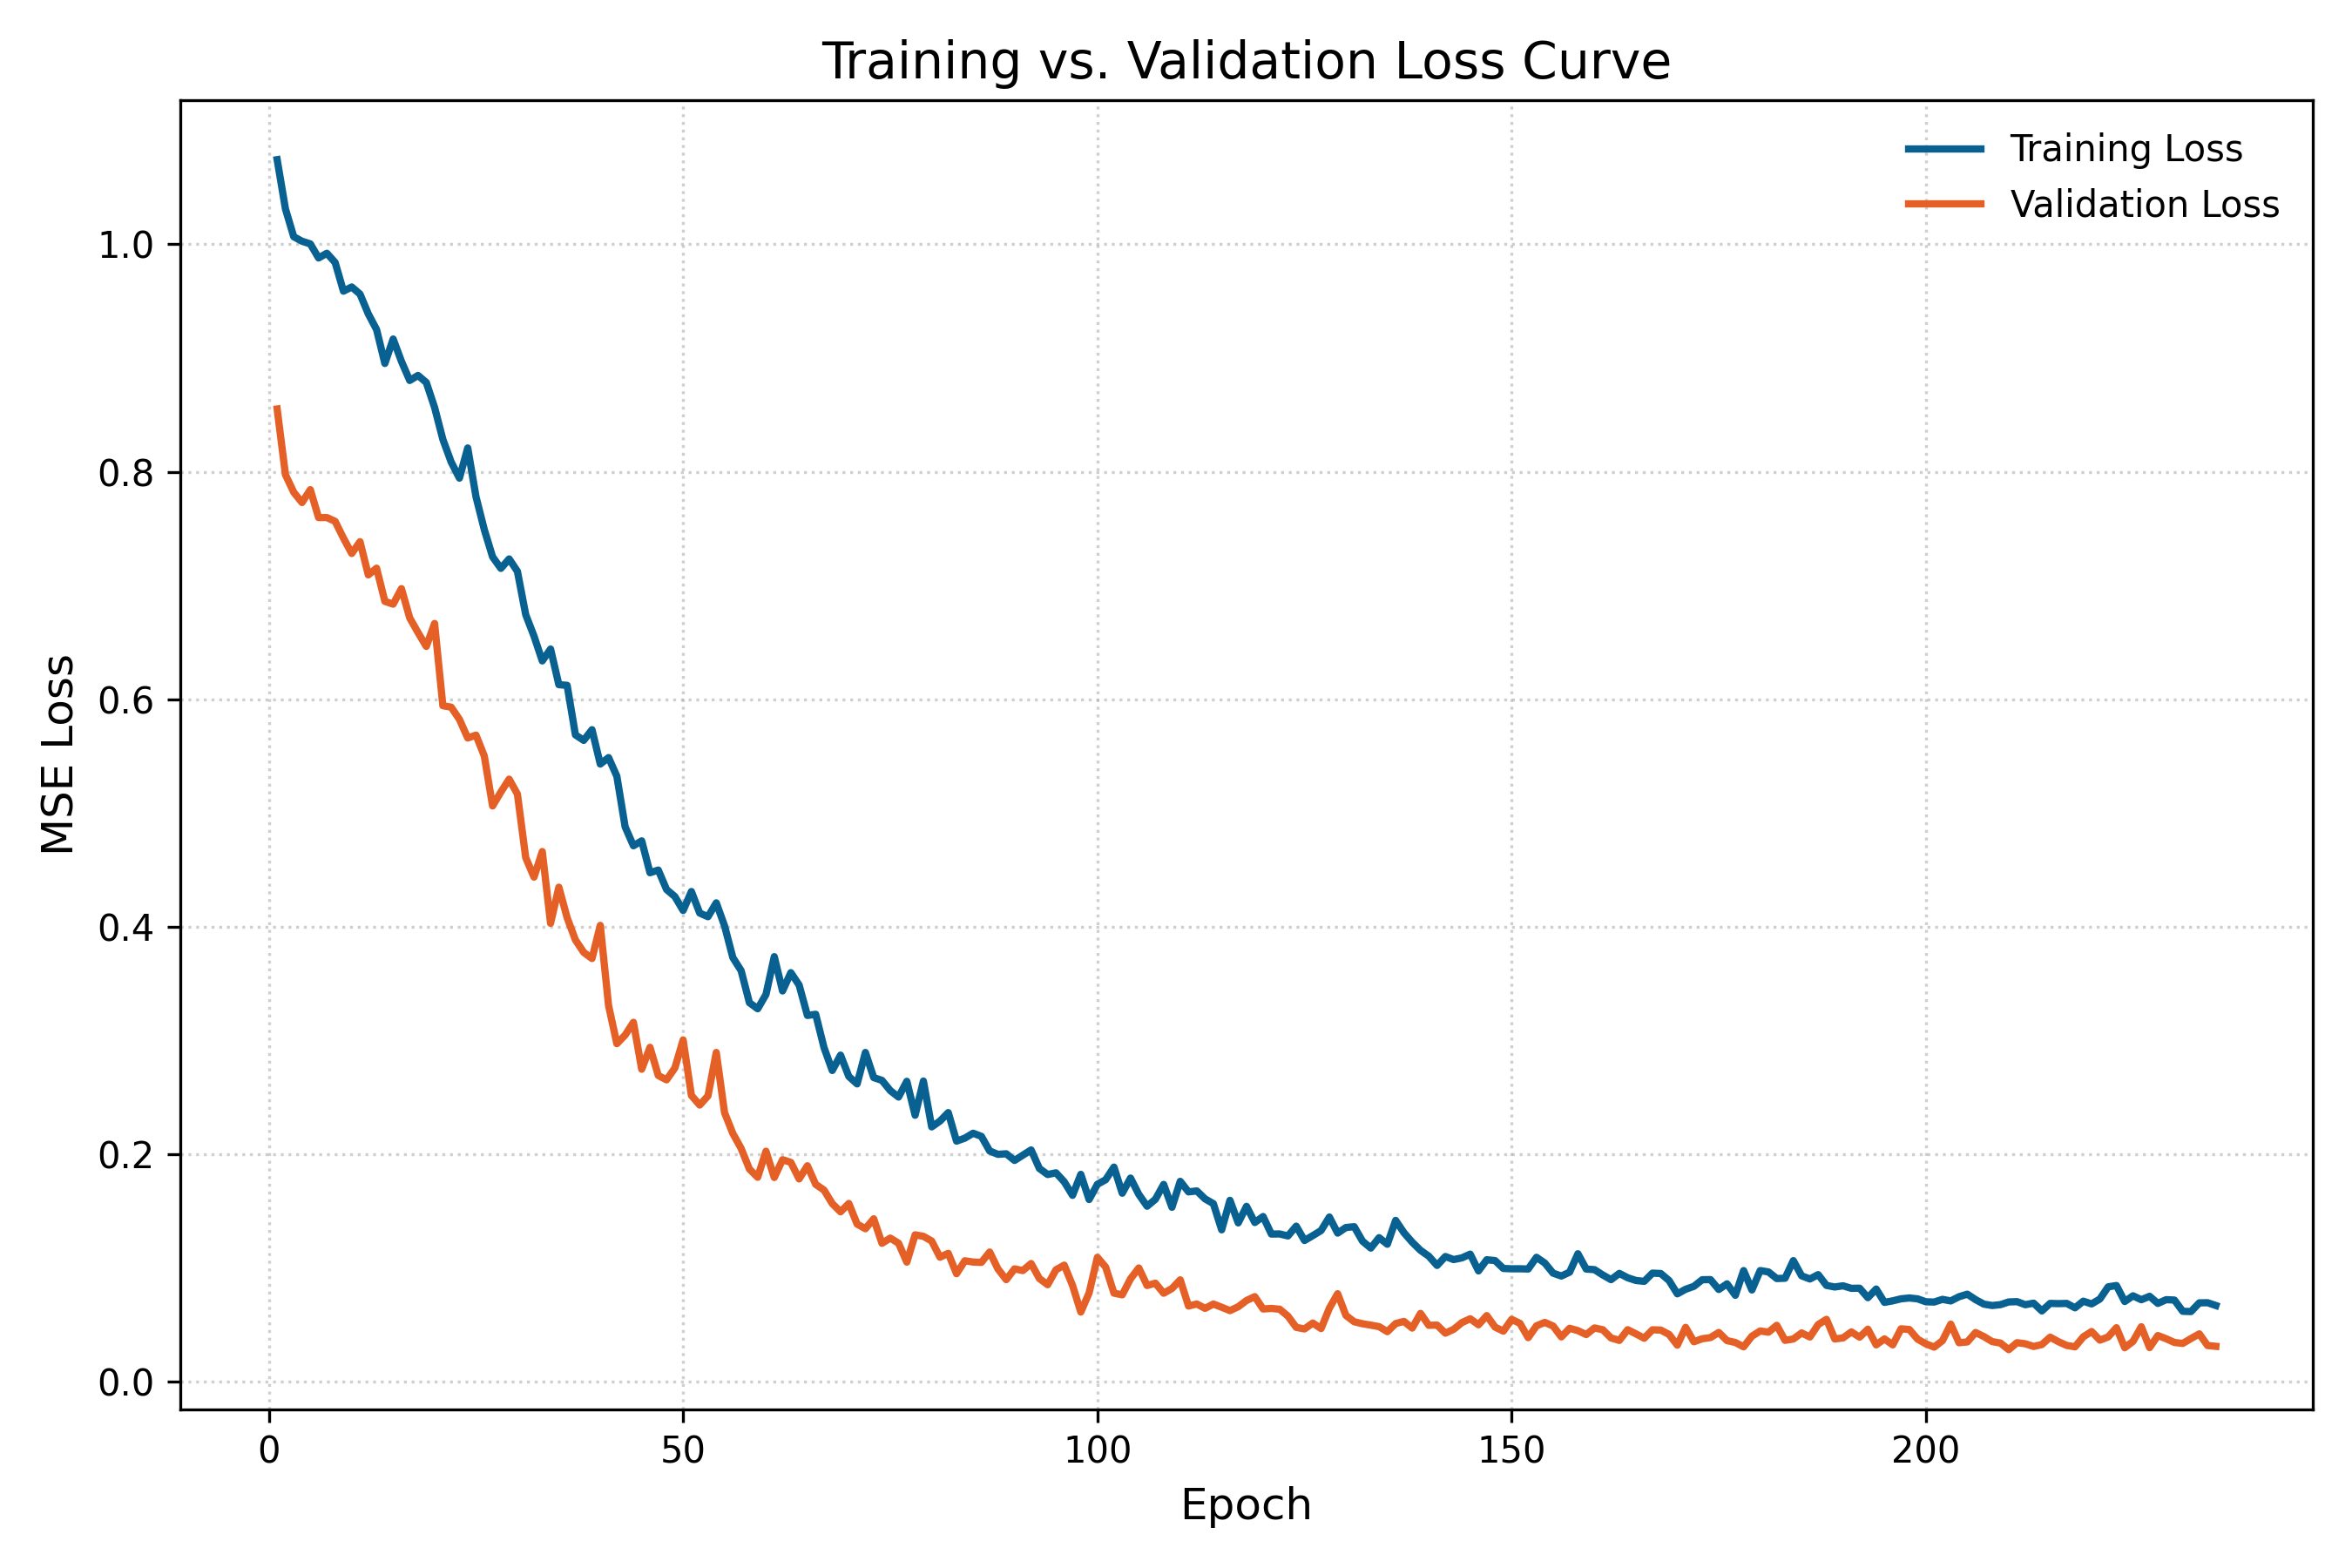 Training vs. Validation Loss Curve
Training Loss
Validation Loss
MSE Loss
1.0
0.8
0.6
0.4
0.2
0.0
0 50 100 150 200
Epoch